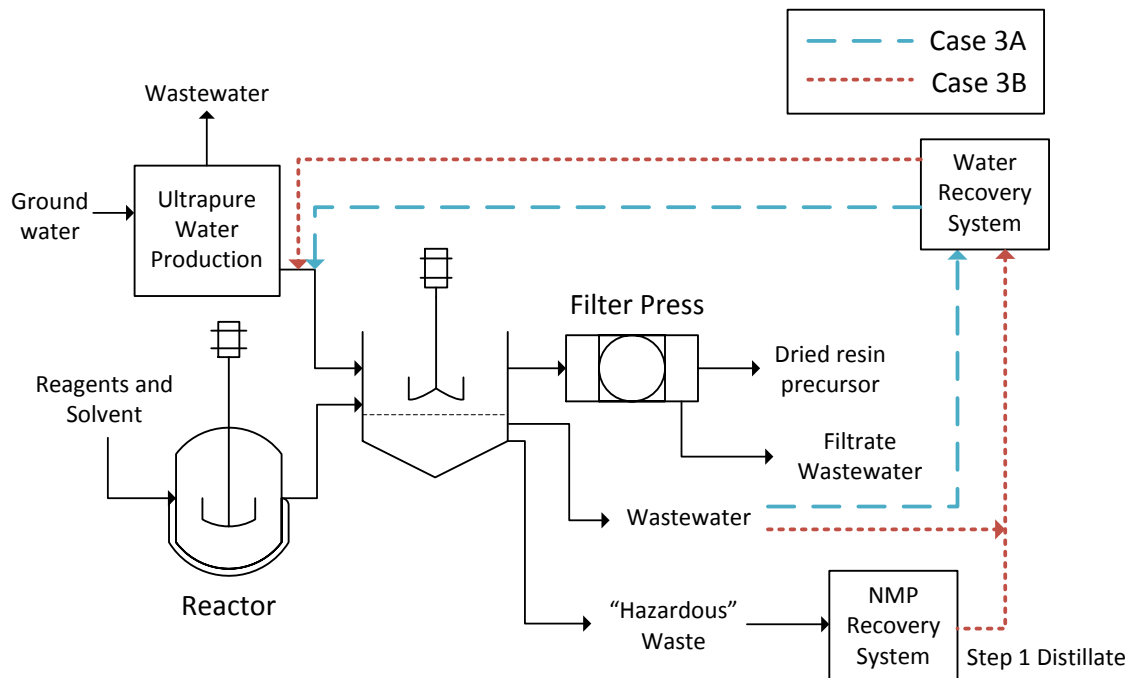 Case 3A
Case 3B
Wastewater
Ground
water
Ultrapure
Water
Production
Water
Recovery
System
Filter Press
Reagents and
Solvent
Dried resin
precursor
Filtrate
Wastewater
Wastewater
Reactor
“Hazardous”
Waste
NMP
Recovery
System
Step 1 Distillate